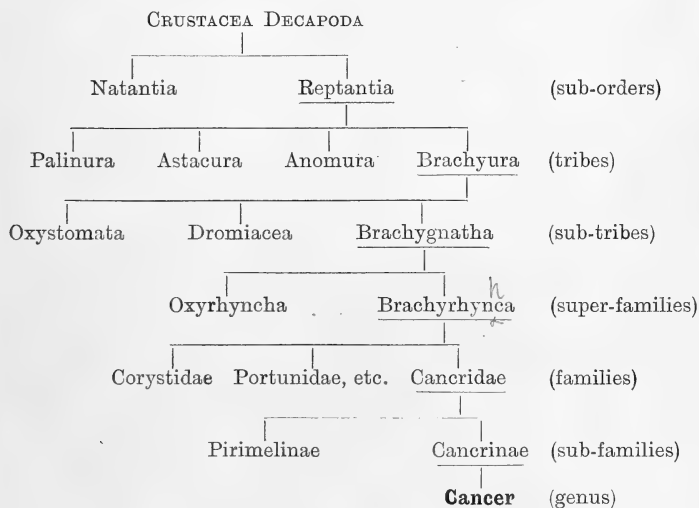 CRUSTACEA DECAPODA
Natantia Reptantia (sub-orders)
Palinura Astacura Anomura Brachyura (tribes)
Oxystomata Dromiacea Brachygnatha (sub-tribes)
h
Oxyrhyncha Brachyrhynca (super-families)
Corystidae Portunidae, etc. Cancridae (families)
Pirimelinae Cancrinae (sub-families)
Cancer (genus)